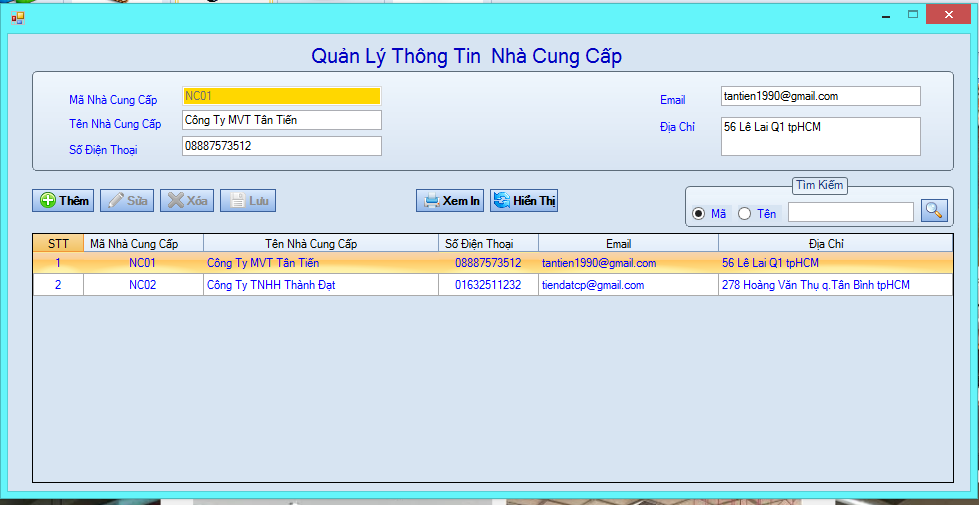 Quản Lý Thông Tin Nhà Cung Cấp
Mã Nhà Cung Cấp NC01
Tên Nhà Cung Cấp Công Ty MVT Tân Tiến
Số Điện Thoại 08887573512
Email tantien1990@gmail.com
Địa Chỉ 56 Lê Lai Q1 tpHCM
Thêm Sửa Xóa Lưu Xem In Hiển Thị
Tìm Kiếm
Mã Tên
STT Mã Nhà Cung Cấp Tên Nhà Cung Cấp Số Điện Thoại Email Địa Chỉ
1 NC01 Công Ty MVT Tân Tiến 08887573512 tantien1990@gmail.com 56 Lê Lai Q1 tpHCM
2 NC02 Công Ty TNHH Thành Đạt 01632511232 tiendatcp@gmail.com 278 Hoàng Văn Thụ q.Tân Bình tpHCM